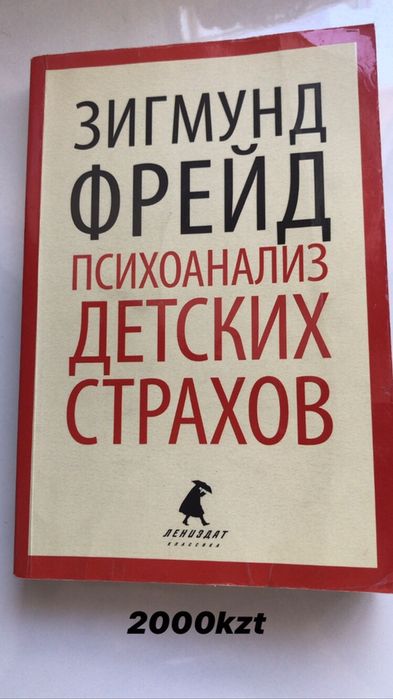 ЗИГМУНД
ФРЕЙД
ПСИХОАНАЛИЗ
ДЕТСКИХ
СТРАХОВ
ЛЕНИЗДАТ
КЛАССИКА
2000kzt